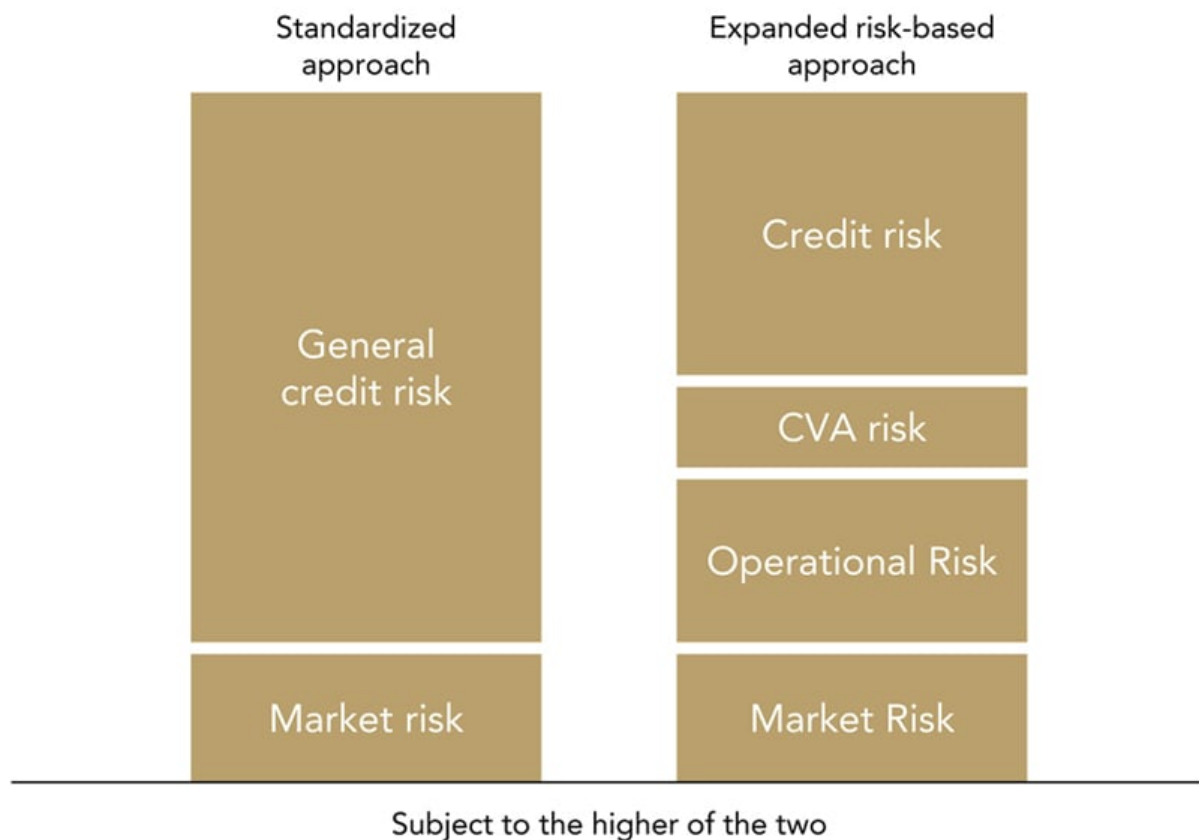 Standardized
approach
Expanded risk-based
approach
General
credit risk
Market risk
Credit risk
CVA risk
Operational Risk
Market Risk
Subject to the higher of the two